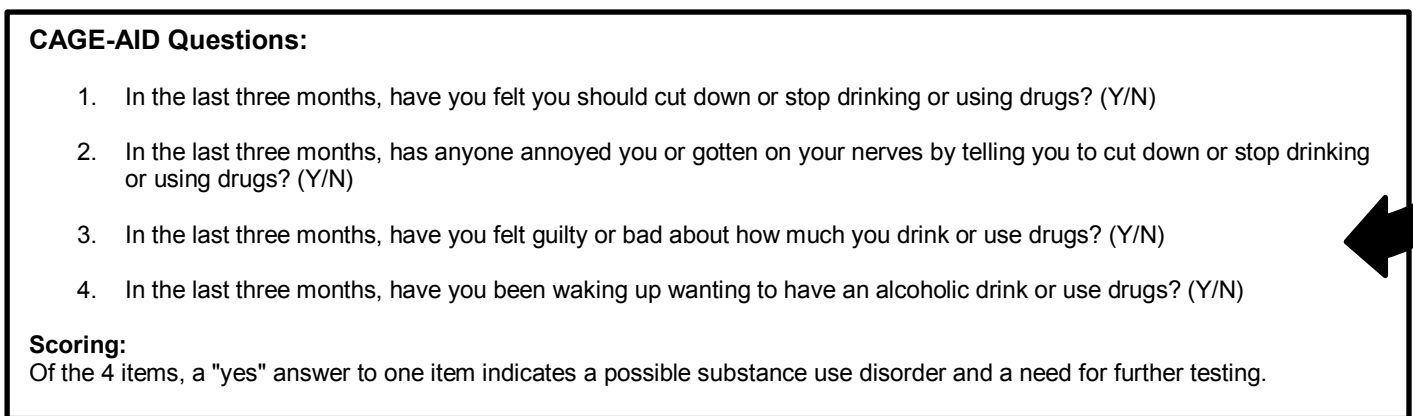 CAGE-AID Questions:
1. In the last three months, have you felt you should cut down or stop drinking or using drugs? (Y/N)
2. In the last three months, has anyone annoyed you or gotten on your nerves by telling you to cut down or stop drinking
or using drugs? (Y/N)
3. In the last three months, have you felt guilty or bad about how much you drink or use drugs? (Y/N)
4. In the last three months, have you been waking up wanting to have an alcoholic drink or use drugs? (Y/N)
Scoring:
Of the 4 items, a "yes" answer to one item indicates a possible substance use disorder and a need for further testing.